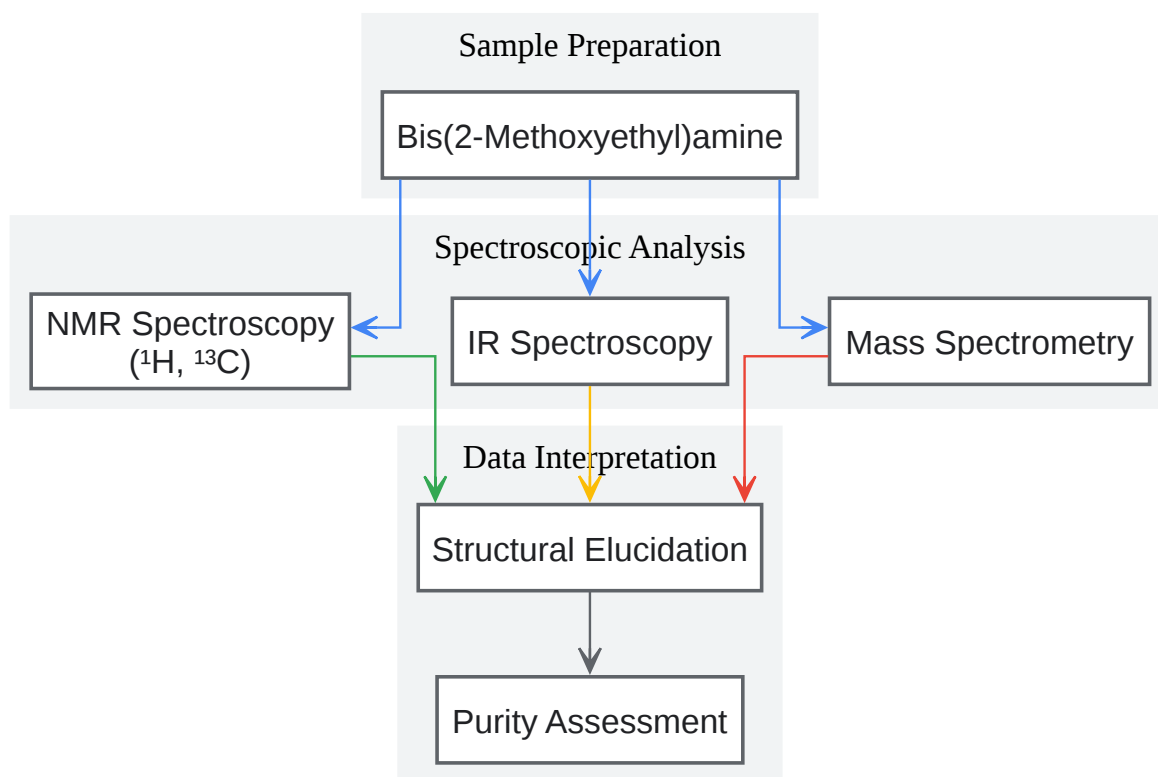 Sample Preparation
Bis(2-Methoxyethyl)amine
Spectroscopic Analysis
NMR Spectroscopy
(¹H, ¹³C)
IR Spectroscopy
Mass Spectrometry
Data Interpretation
Structural Elucidation
Purity Assessment